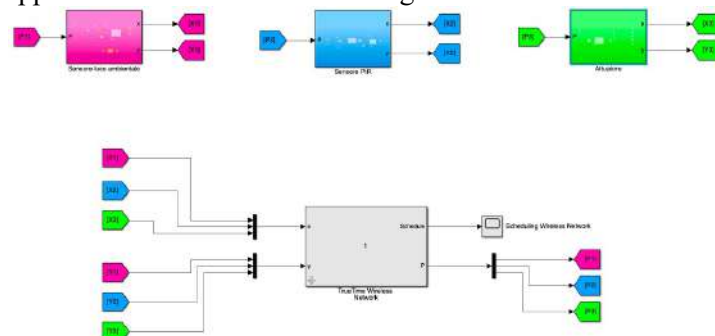 [P1]
P
x
y
[X1]
[Y1]
Sensore luce ambientale
[P2]
P
x
y
[X2]
[Y2]
Sensore PIR
[P3]
P
x
y
[X3]
[Y3]
Attuatore
[X1]
[X2]
[X3]
x
Schedule
Scheduling Wireless Network
1
[Y1]
[Y2]
[Y3]
y
P
[P1]
[P2]
[P3]
TrueTime Wireless
Network